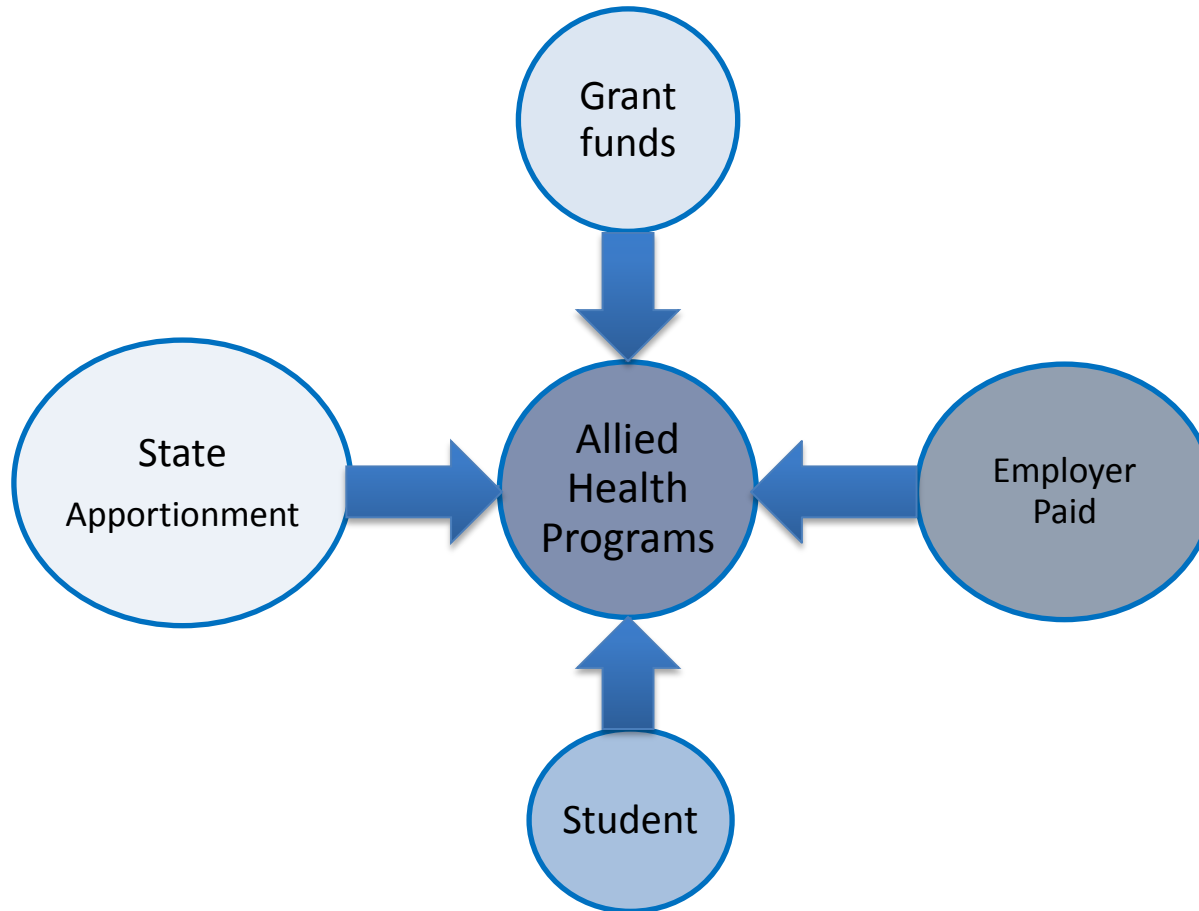 Grant
funds
State
Apportionment
Allied
Health
Programs
Employer
Paid
Student